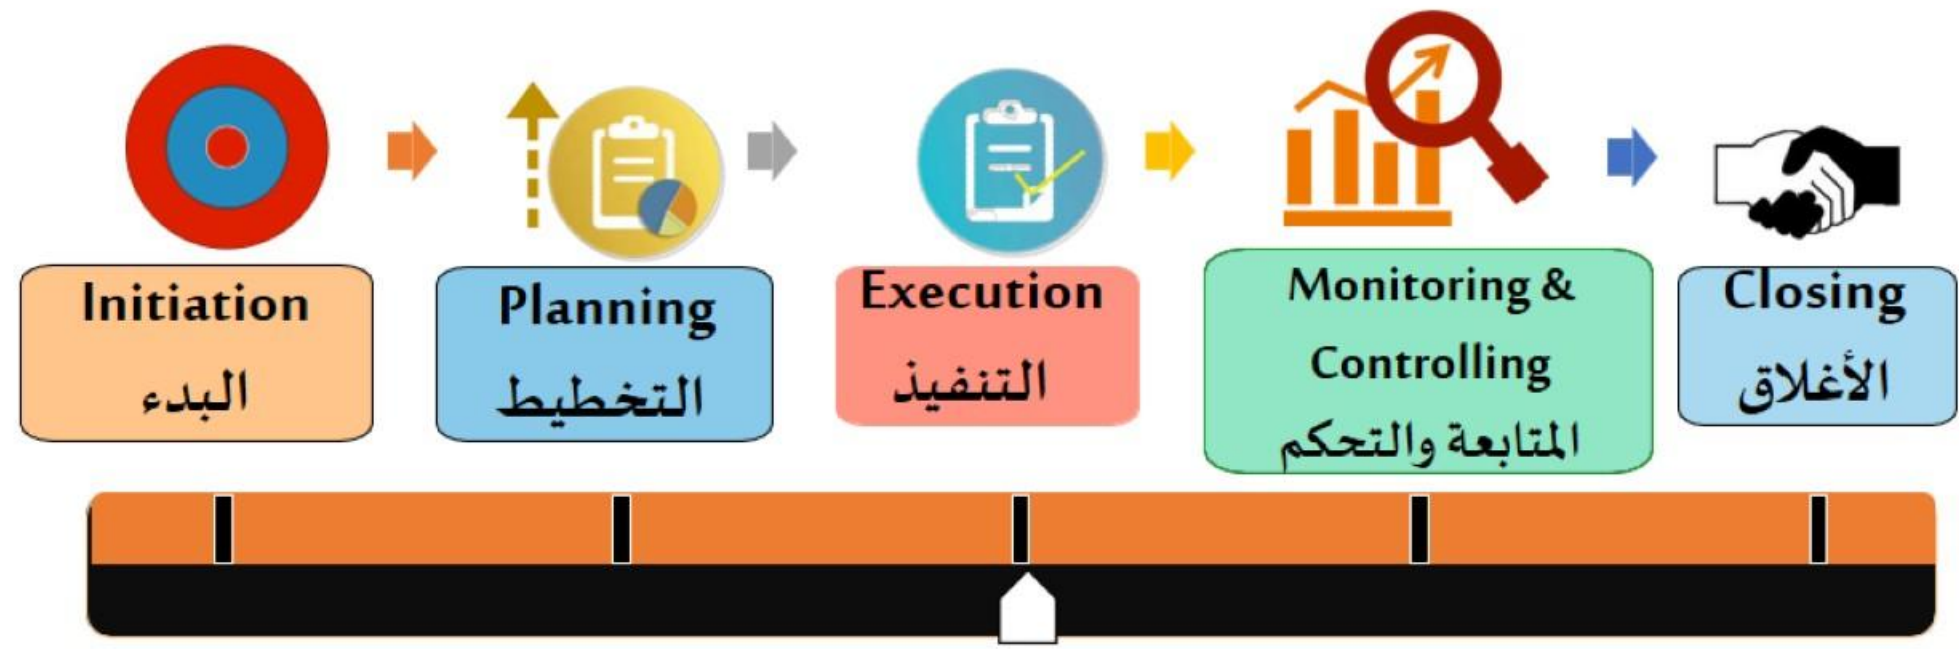 Initiation
البدء
Planning
التخطيط
Execution
التنفيذ
Monitoring &
Controlling
المتابعة والتحكم
Closing
الأغلاق